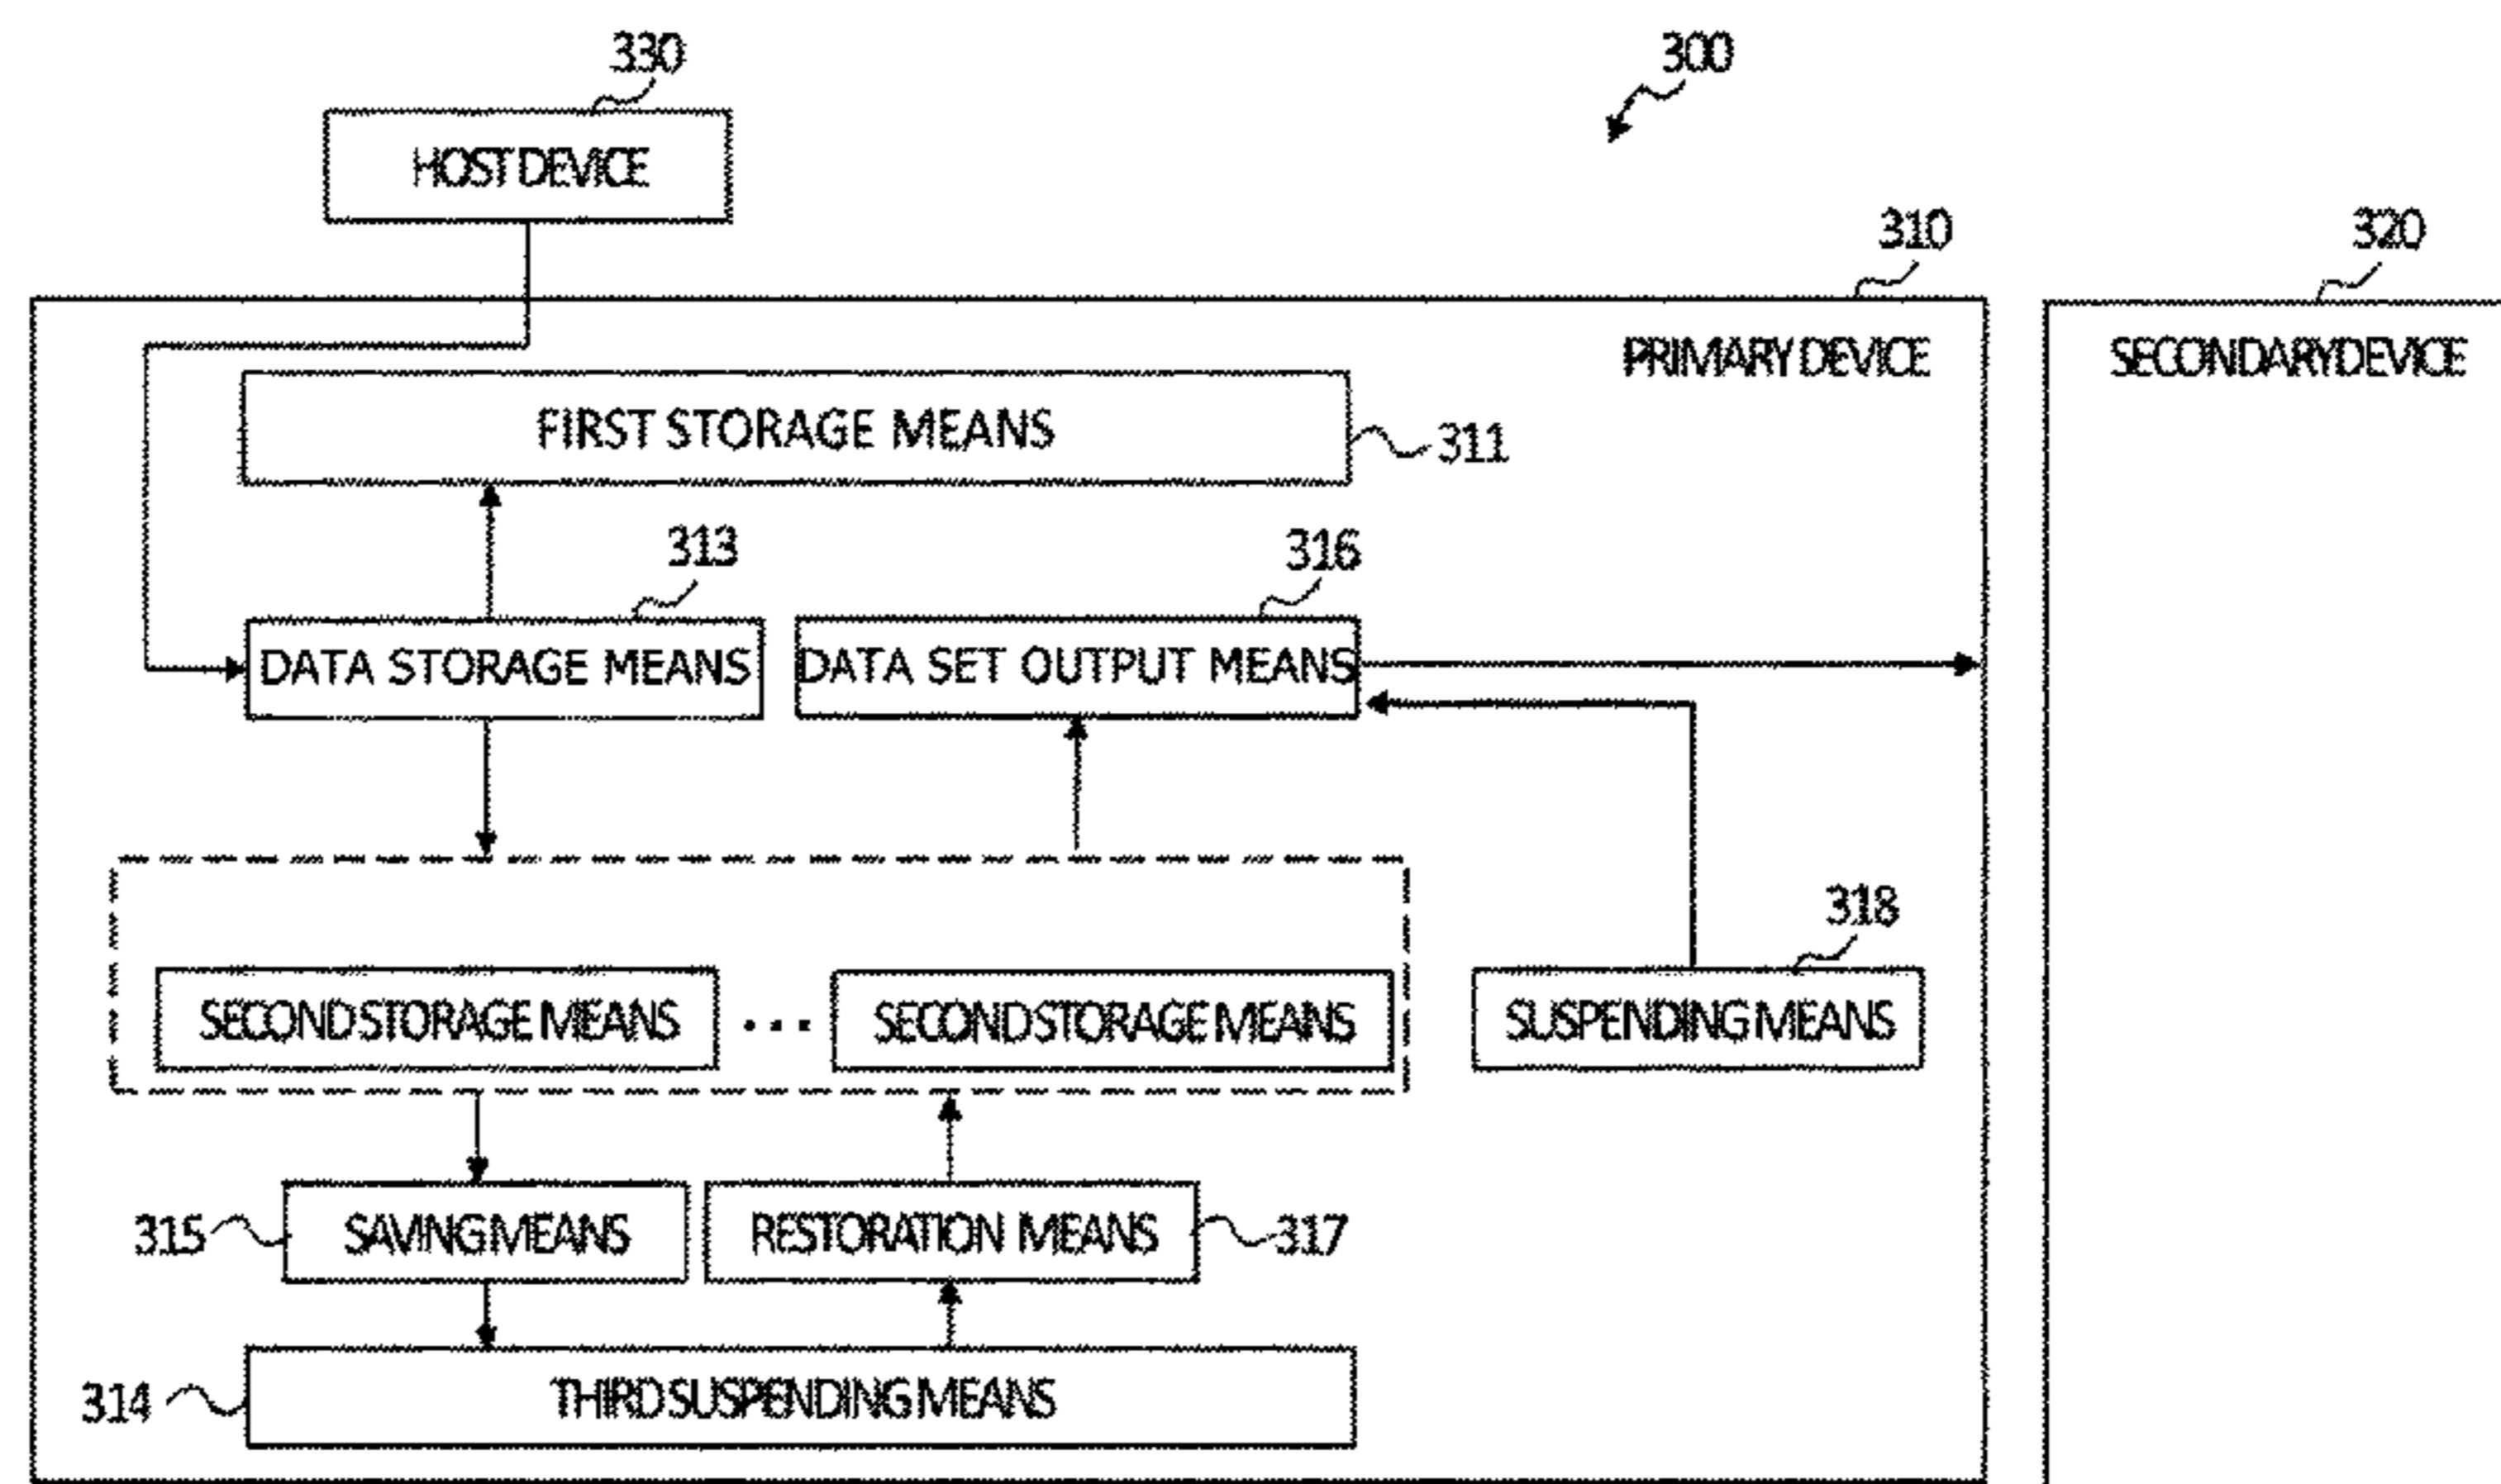 330
300
HOST DEVICE
310
320
PRIMARY DEVICE
SECONDARY DEVICE
FIRST STORAGE MEANS
311
313
316
DATA STORAGE MEANS
DATA SET OUTPUT MEANS
318
SECOND STORAGE MEANS
...
SECOND STORAGE MEANS
SUSPENDING MEANS
315
SAVING MEANS
RESTORATION MEANS
317
314
THIRD SUSPENDING MEANS